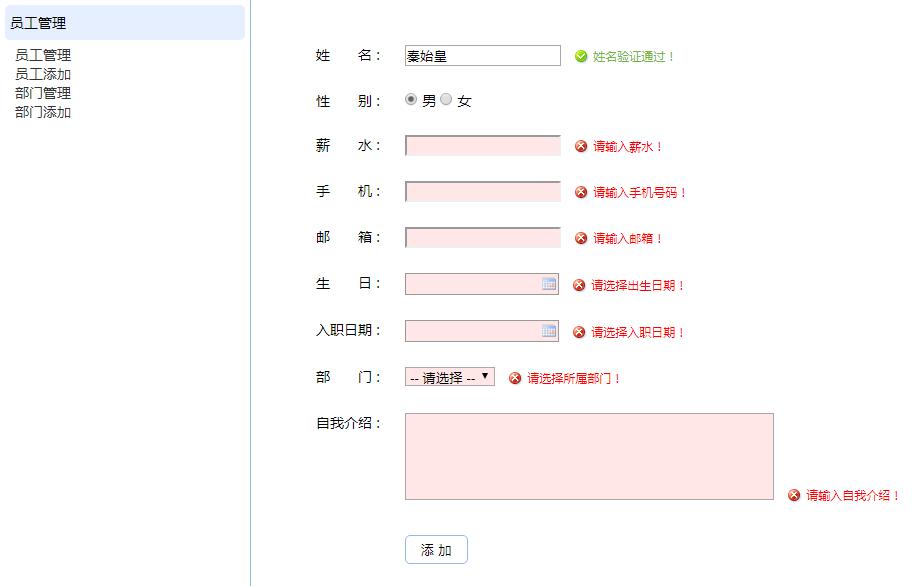 员工管理
员工管理
员工添加
部门管理
部门添加
姓 名： 秦始皇 姓名验证通过！
性 别： 男 女
薪 水： 请输入薪水！
手 机： 请输入手机号码！
邮 箱： 请输入邮箱！
生 日： 请选择出生日期！
入职日期： 请选择入职日期！
部 门： -- 请选择 -- 请选择所属部门！
自我介绍： 请输入自我介绍！
添 加